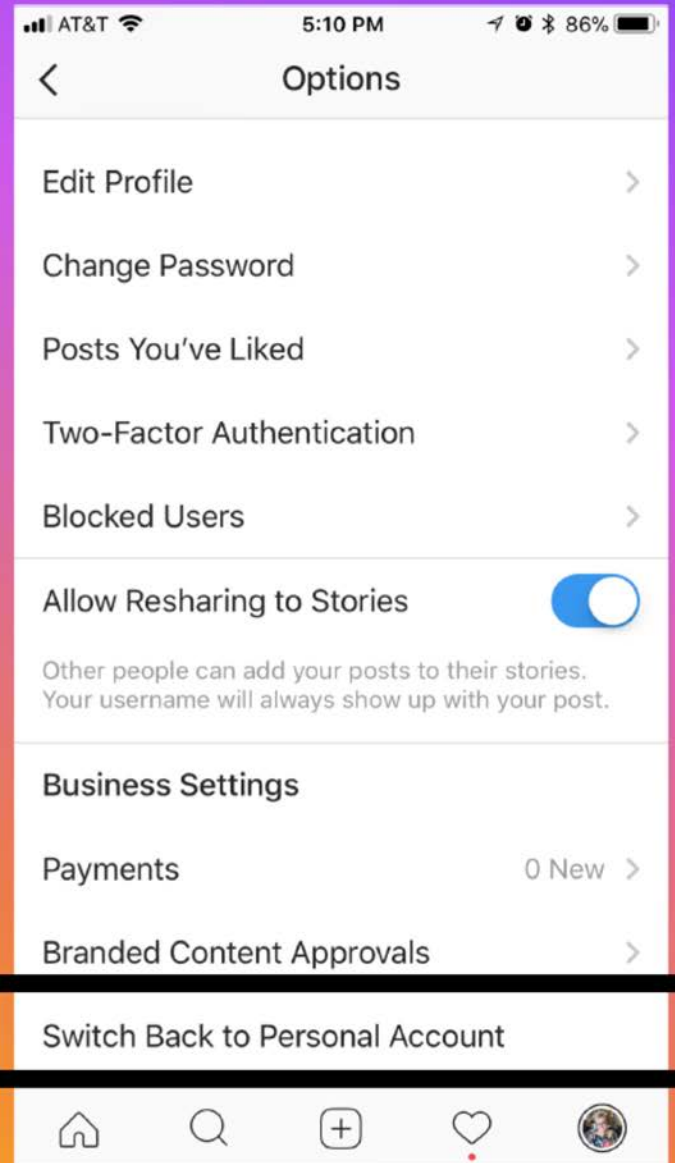 AT&T 5:10 PM 86%
Options
Edit Profile
Change Password
Posts You've Liked
Two-Factor Authentication
Blocked Users
Allow Resharing to Stories
Other people can add your posts to their stories.
Your username will always show up with your post.
Business Settings
Payments 0 New
Branded Content Approvals
Switch Back to Personal Account